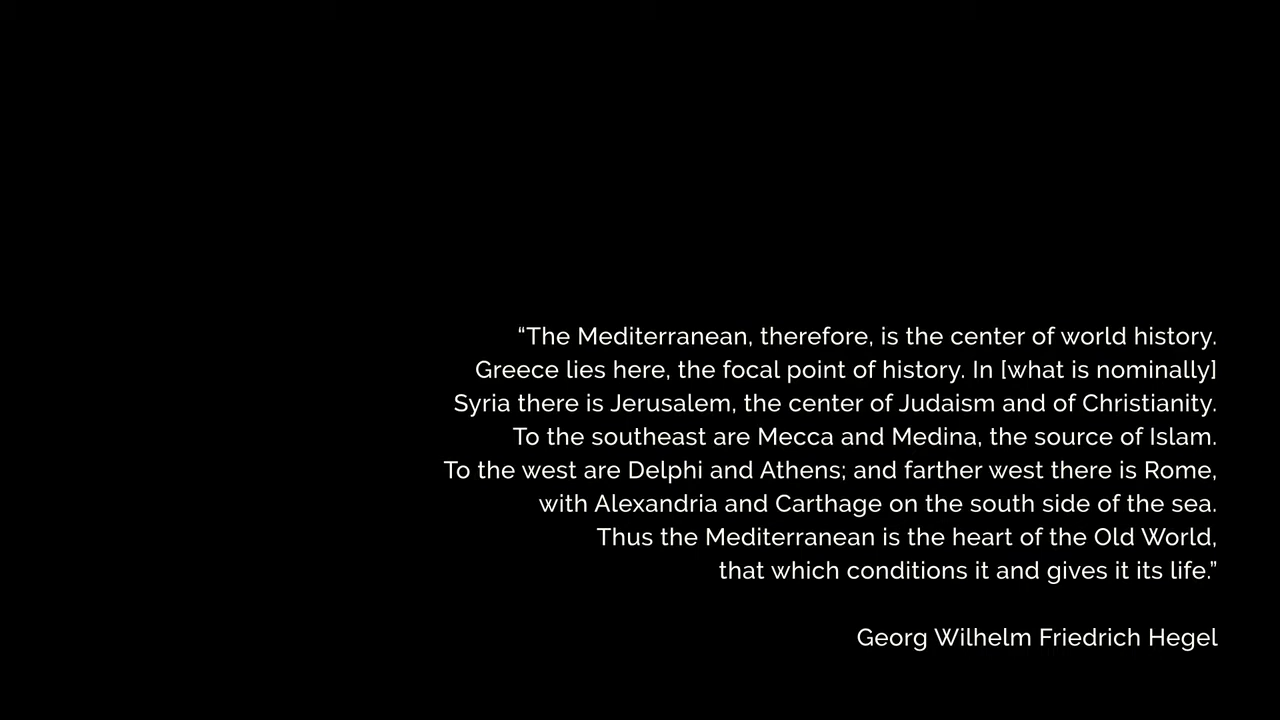 “The Mediterranean, therefore, is the center of world history.
Greece lies here, the focal point of history. In [what is nominally]
Syria there is Jerusalem, the center of Judaism and of Christianity.
To the southeast are Mecca and Medina, the source of Islam.
To the west are Delphi and Athens; and farther west there is Rome,
with Alexandria and Carthage on the south side of the sea.
Thus the Mediterranean is the heart of the Old World,
that which conditions it and gives it its life.”
Georg Wilhelm Friedrich Hegel